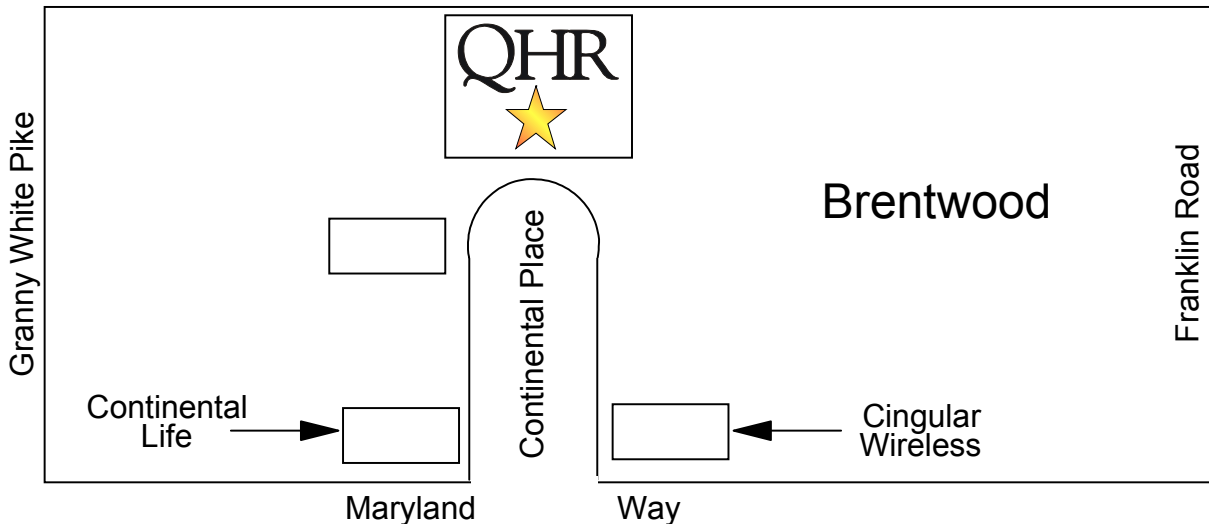 QHR
Granny White Pike
Brentwood
Franklin Road
Continental Place
Continental
Life
Cingular
Wireless
Maryland Way